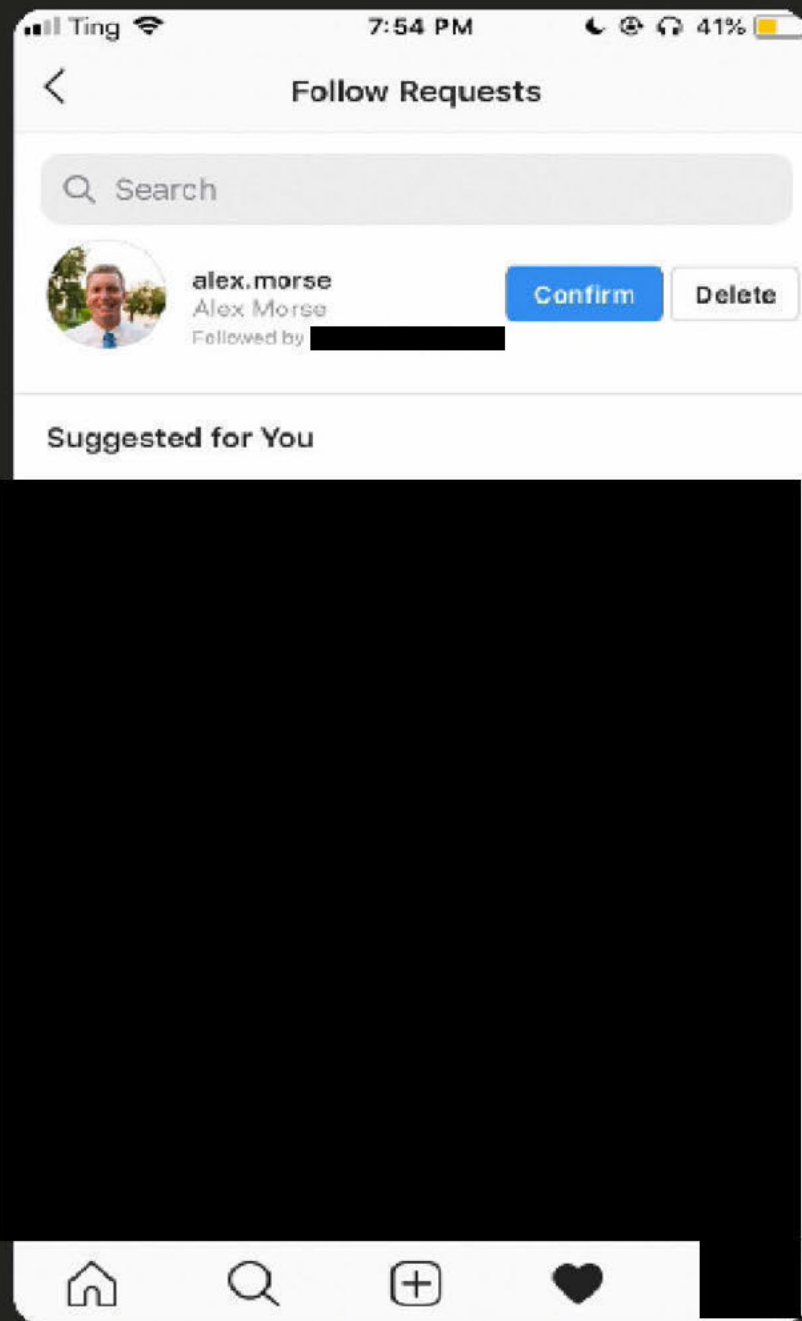 Ting 7:54 PM 41%
Follow Requests
Search
alex.morse
Alex Morse
Followed by
Confirm Delete
Suggested for You